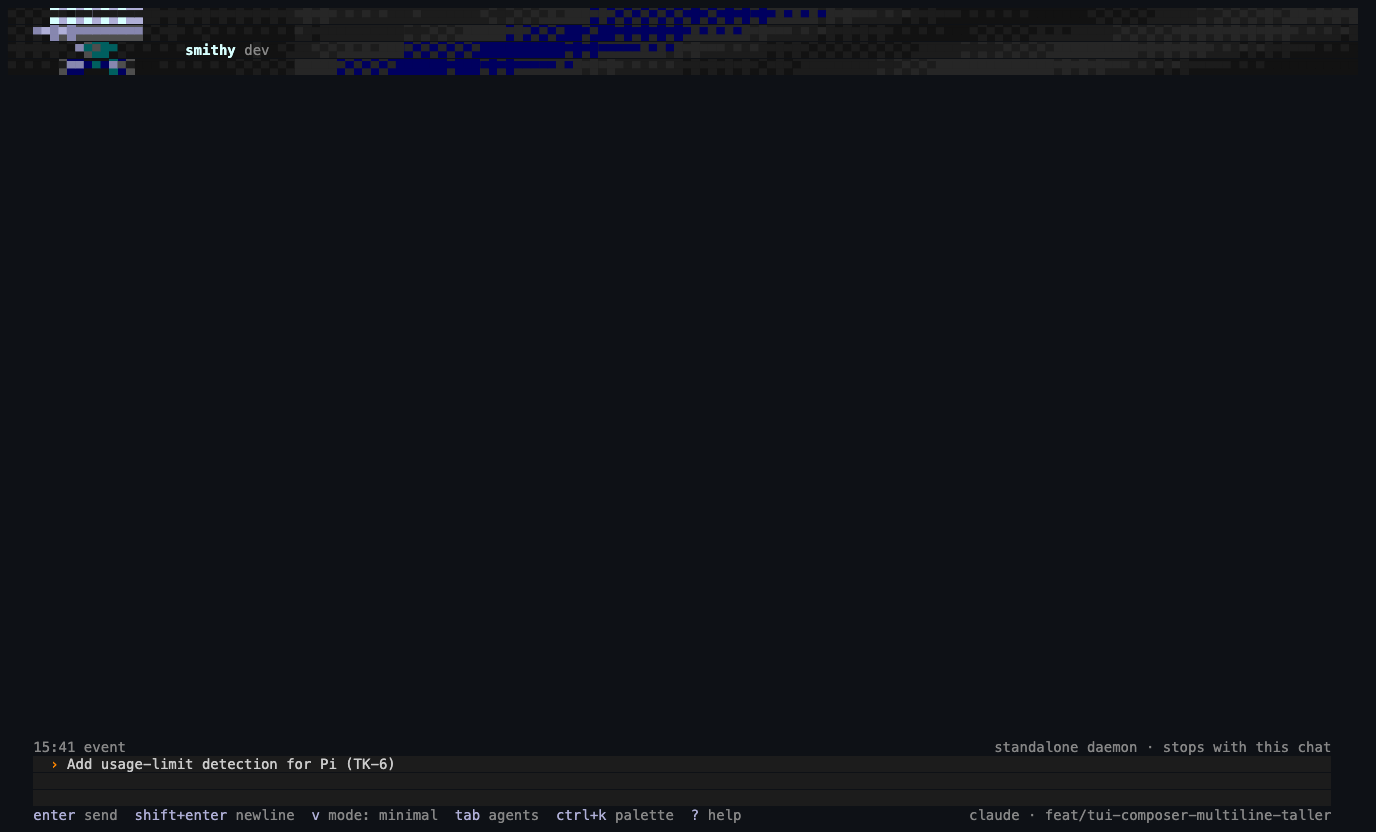 smithy dev
15:41 event standalone daemon · stops with this chat
› Add usage-limit detection for Pi (TK-6)
enter send shift+enter newline v mode: minimal tab agents ctrl+k palette ? help claude · feat/tui-composer-multiline-taller